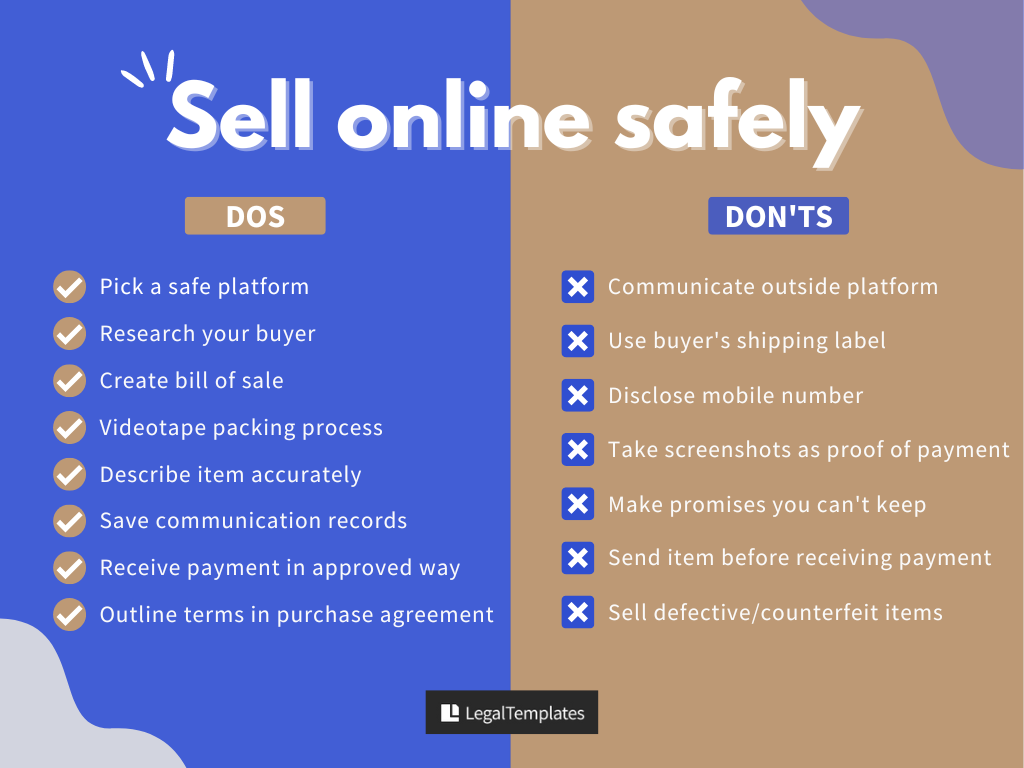 Sell online safely
DOS
Pick a safe platform
Research your buyer
Create bill of sale
Videotape packing process
Describe item accurately
Save communication records
Receive payment in approved way
Outline terms in purchase agreement
DON'TS
Communicate outside platform
Use buyer's shipping label
Disclose mobile number
Take screenshots as proof of payment
Make promises you can't keep
Send item before receiving payment
Sell defective/counterfeit items
LegalTemplates